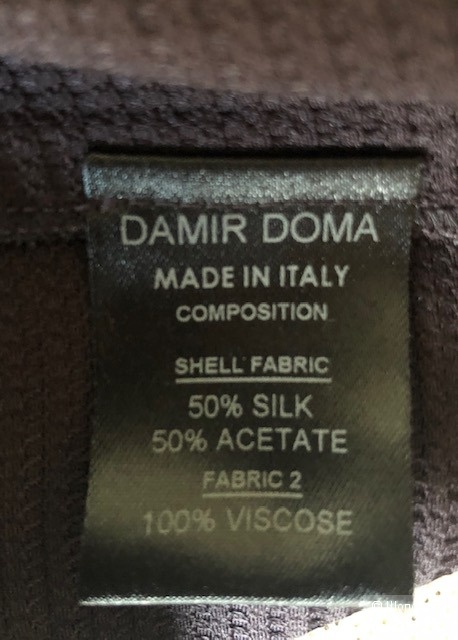 DAMIR DOMA
MADE IN ITALY
COMPOSITION
SHELL FABRIC
50% SILK
50% ACETATE
FABRIC 2
100% VISCOSE